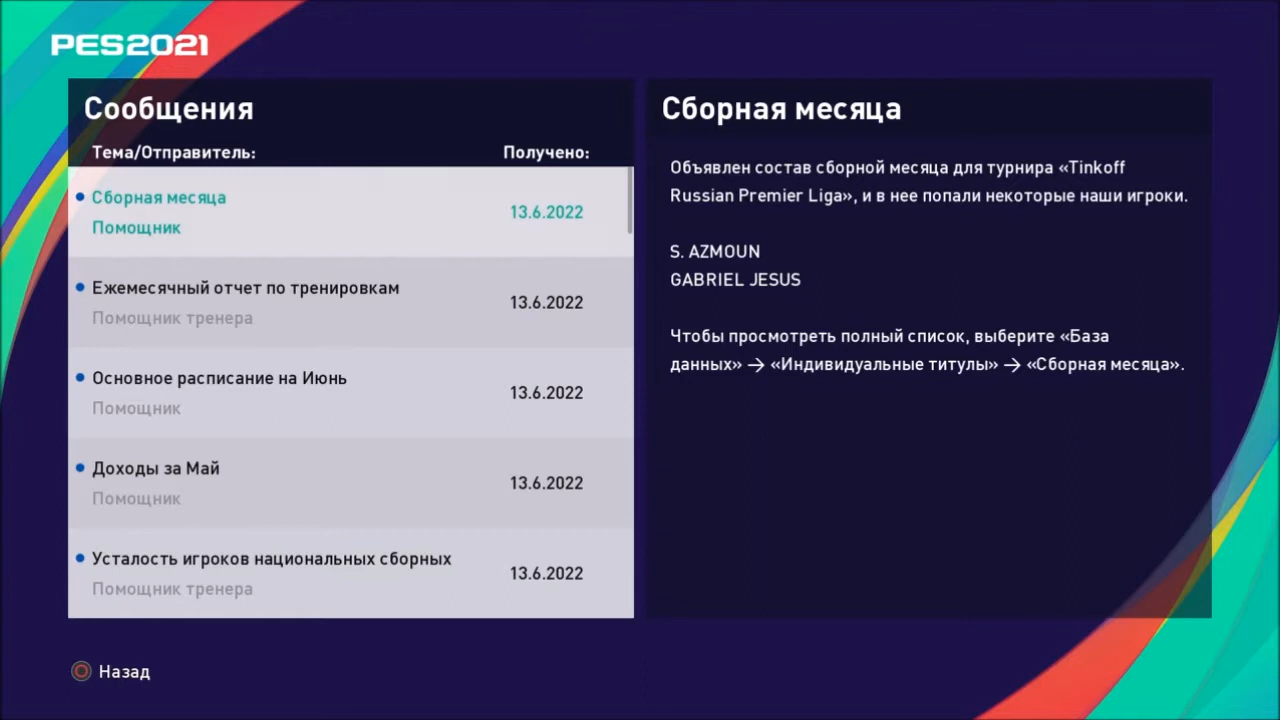 PES2021
Сообщения
Тема/Отправитель: Получено:
Сборная месяца
Помощник
13.6.2022
Ежемесячный отчет по тренировкам
Помощник тренера
13.6.2022
Основное расписание на Июнь
Помощник
13.6.2022
Доходы за Май
Помощник
13.6.2022
Усталость игроков национальных сборных
Помощник тренера
13.6.2022
Сборная месяца
Объявлен состав сборной месяца для турнира «Tinkoff
Russian Premier Liga», и в нее попали некоторые наши игроки.
S. AZMOUN
GABRIEL JESUS
Чтобы просмотреть полный список, выберите «База
данных» → «Индивидуальные титулы» → «Сборная месяца».
Назад